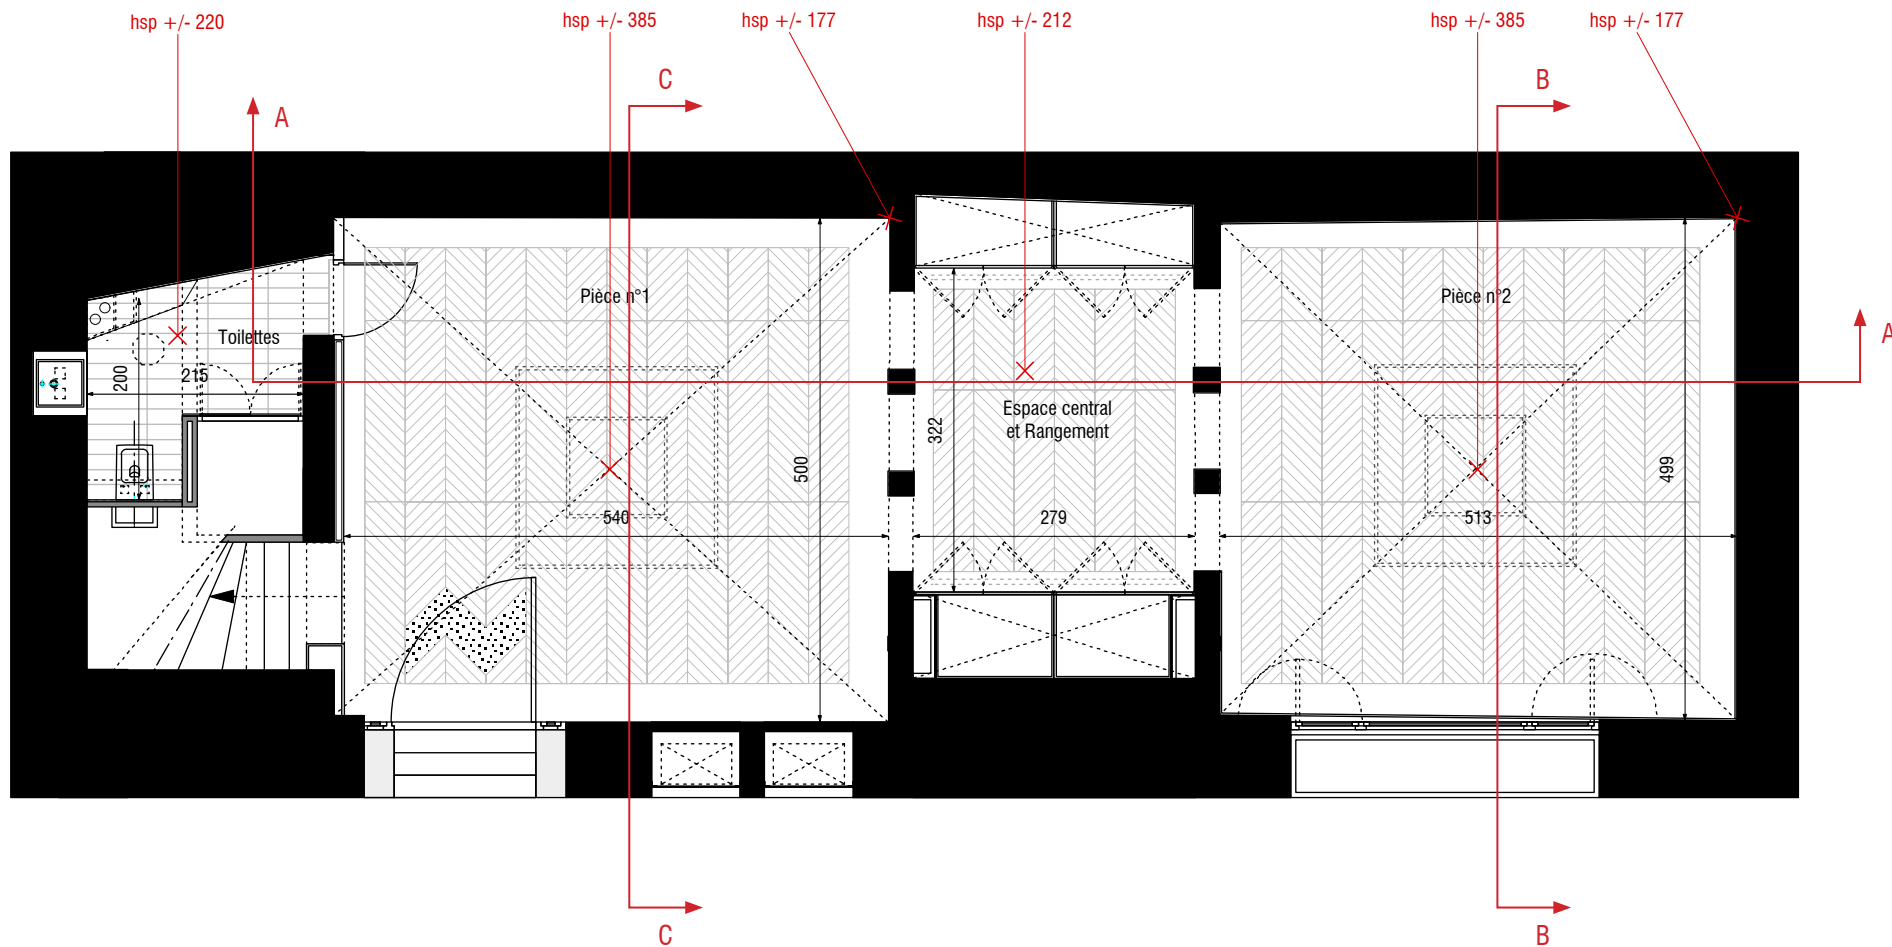 hsp +/- 220
hsp +/- 385
hsp +/- 177
hsp +/- 212
hsp +/- 385
hsp +/- 177
C
B
A
Pièce n°1
Pièce n°2
Toilettes
A
200
215
Espace central
et Rangement
322
500
499
540
279
513
C
B